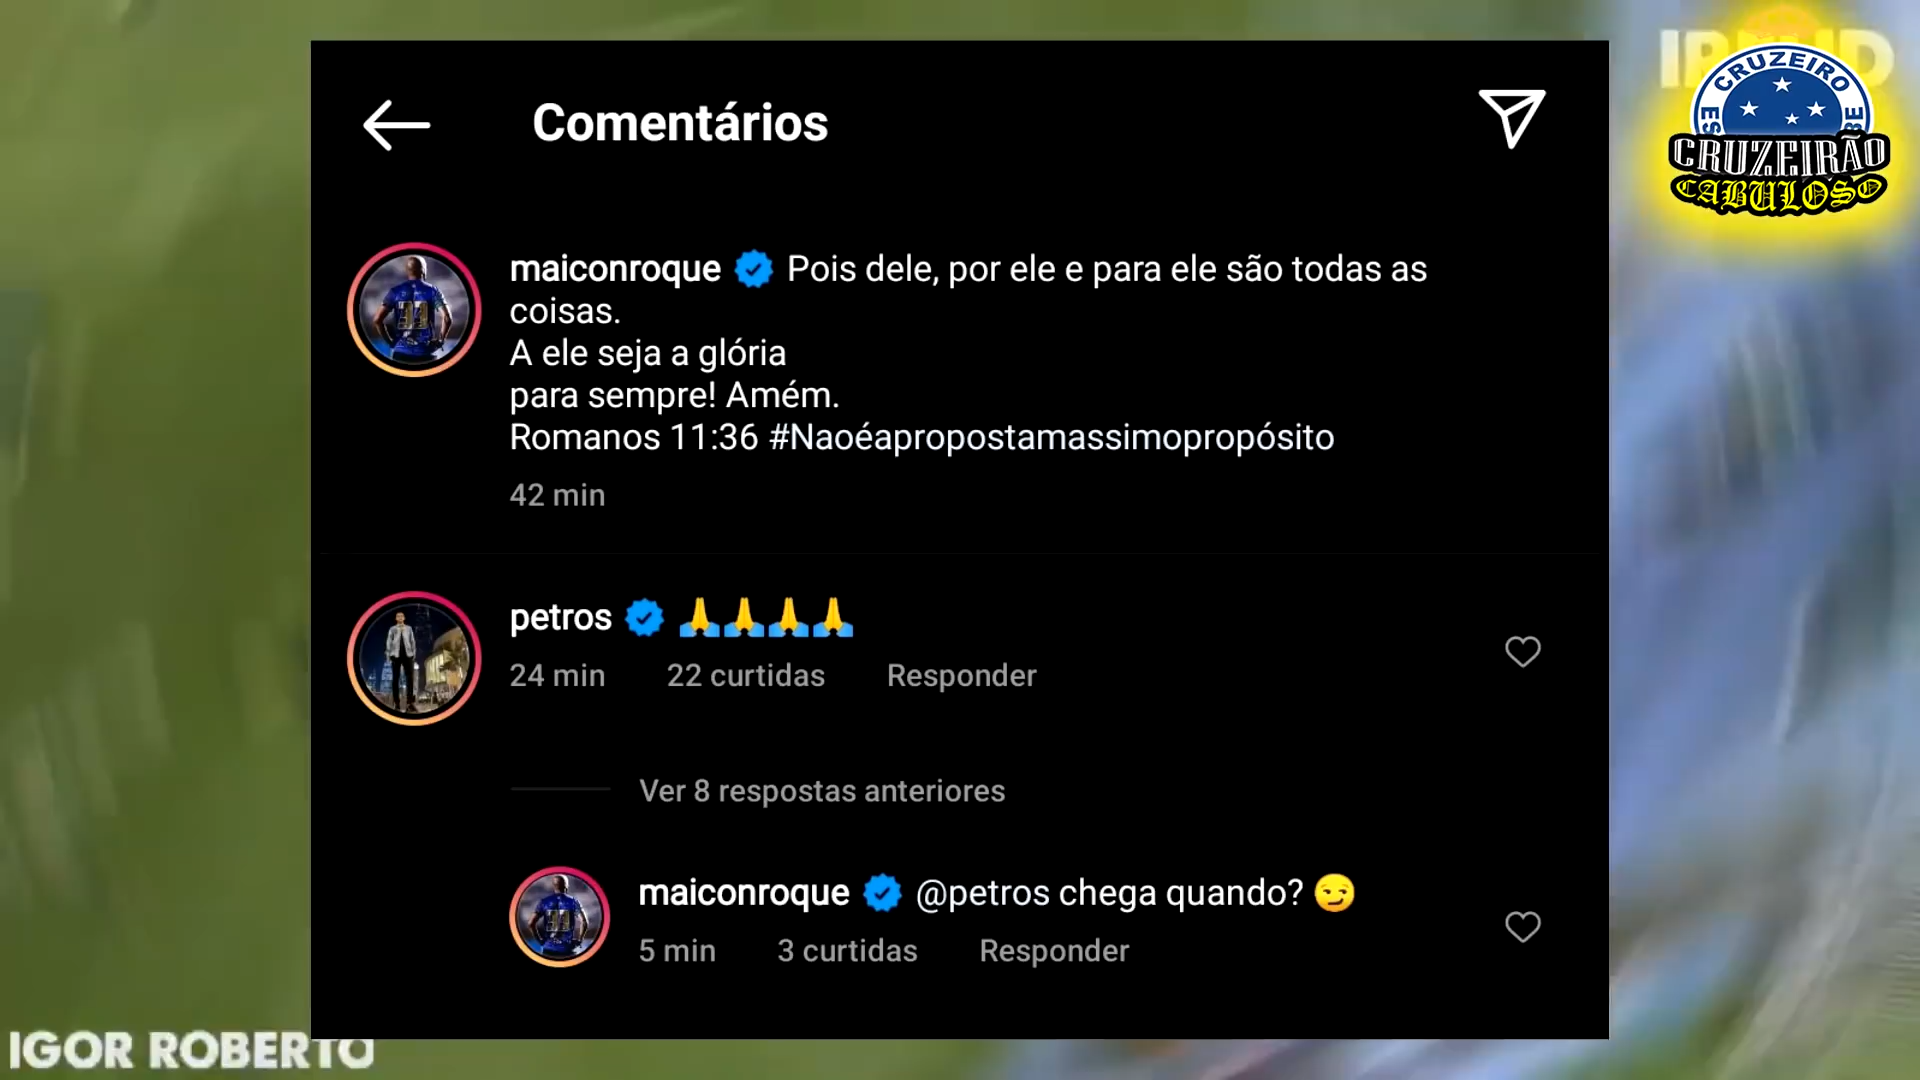 Comentários
CRUZEIRO
CRUZEIRÃO
CABULOSO
maiconroque Pois dele, por ele e para ele são todas as
coisas.
A ele seja a glória
para sempre! Amém.
Romanos 11:36 #Naoéapropostamassimopropósito
42 min
petros 🙏🙏🙏🙏
24 min 22 curtidas Responder
Ver 8 respostas anteriores
maiconroque @petros chega quando? 😏
5 min 3 curtidas Responder
IGOR ROBERTO